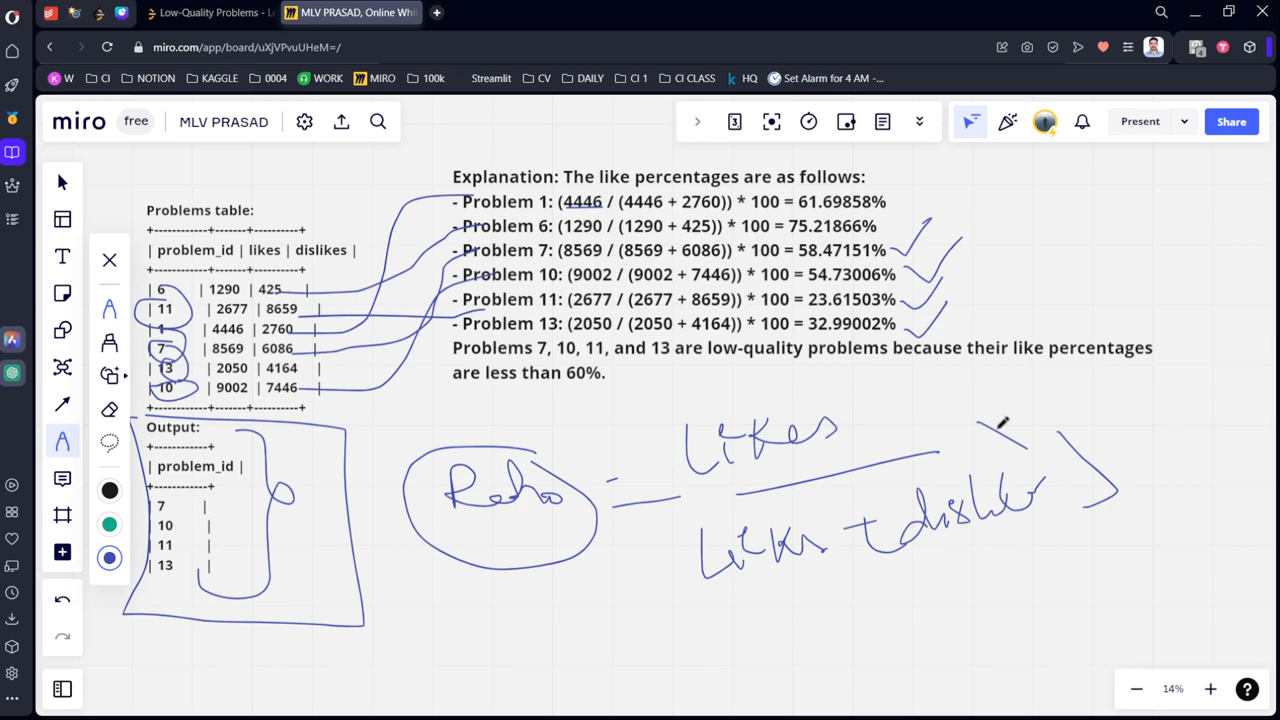 Low-Quality Problems - Le
MLV PRASAD, Online Whi
miro.com/app/board/uXjVPvuUHeM=/
W
CI
NOTION
KAGGLE
0004
WORK
MIRO
100k
Streamlit
CV
DAILY
CI 1
CI CLASS
HQ
Set Alarm for 4 AM -...
miro
free
MLV PRASAD
Present
Share
Problems table:
+------------+-------+----------+
| problem_id | likes | dislikes |
+------------+-------+----------+
| 6 | 1290 | 425 |
| 11 | 2677 | 8659
| 1 | 4446 | 2760
| 7 | 8569 | 6086
| 13 | 2050 | 4164 |
| 10 | 9002 | 7446 |
+------------+-------+----------+
Output:
+------------+
| problem_id |
+------------+
| 7 |
| 10 |
| 11 |
| 13 |
Explanation: The like percentages are as follows:
- Problem 1: (4446 / (4446 + 2760)) * 100 = 61.69858%
- Problem 6: (1290 / (1290 + 425)) * 100 = 75.21866%
- Problem 7: (8569 / (8569 + 6086)) * 100 = 58.47151%
- Problem 10: (9002 / (9002 + 7446)) * 100 = 54.73006%
- Problem 11: (2677 / (2677 + 8659)) * 100 = 23.61503%
- Problem 13: (2050 / (2050 + 4164)) * 100 = 32.99002%
Problems 7, 10, 11, and 13 are low-quality problems because their like percentages
are less than 60%.
Ratio = likes
likes + dislikes
14%